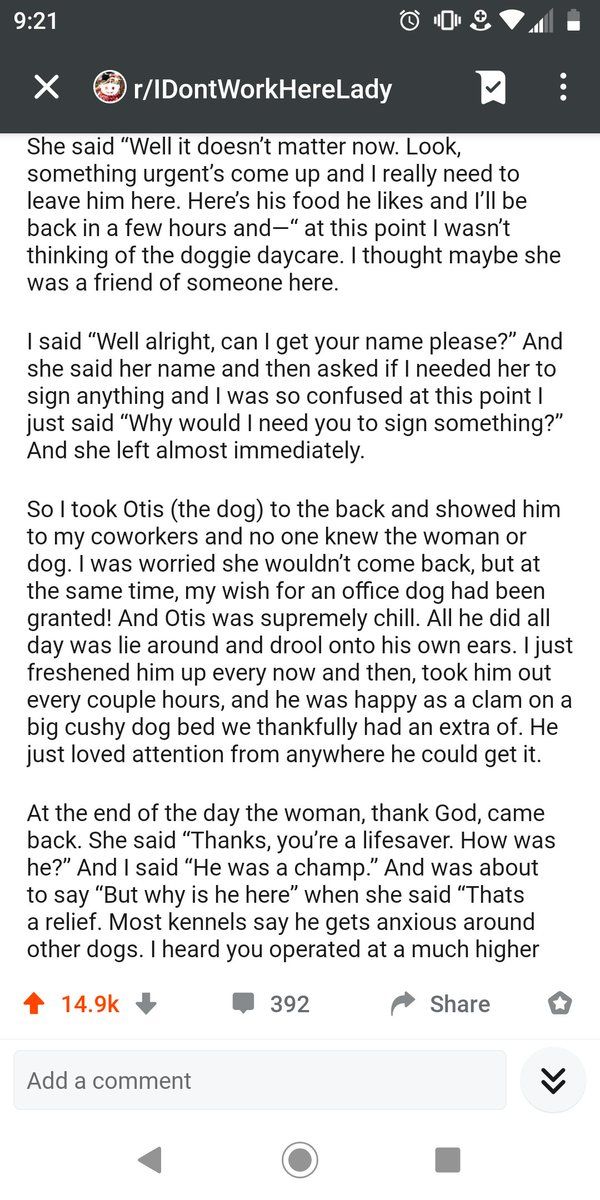 9:21
r/IDontWorkHereLady
She said “Well it doesn’t matter now. Look,
something urgent’s come up and I really need to
leave him here. Here’s his food he likes and I’ll be
back in a few hours and—“ at this point I wasn’t
thinking of the doggie daycare. I thought maybe she
was a friend of someone here.
I said “Well alright, can I get your name please?” And
she said her name and then asked if I needed her to
sign anything and I was so confused at this point I
just said “Why would I need you to sign something?”
And she left almost immediately.
So I took Otis (the dog) to the back and showed him
to my coworkers and no one knew the woman or
dog. I was worried she wouldn’t come back, but at
the same time, my wish for an office dog had been
granted! And Otis was supremely chill. All he did all
day was lie around and drool onto his own ears. I just
freshened him up every now and then, took him out
every couple hours, and he was happy as a clam on a
big cushy dog bed we thankfully had an extra of. He
just loved attention from anywhere he could get it.
At the end of the day the woman, thank God, came
back. She said “Thanks, you’re a lifesaver. How was
he?” And I said “He was a champ.” And was about
to say “But why is he here” when she said “Thats
a relief. Most kennels say he gets anxious around
other dogs. I heard you operated at a much higher
14.9k 392 Share
Add a comment